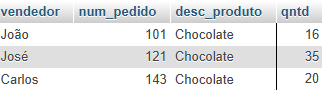 vendedor num_pedido desc_produto qntd
João 101 Chocolate 16
José 121 Chocolate 35
Carlos 143 Chocolate 20